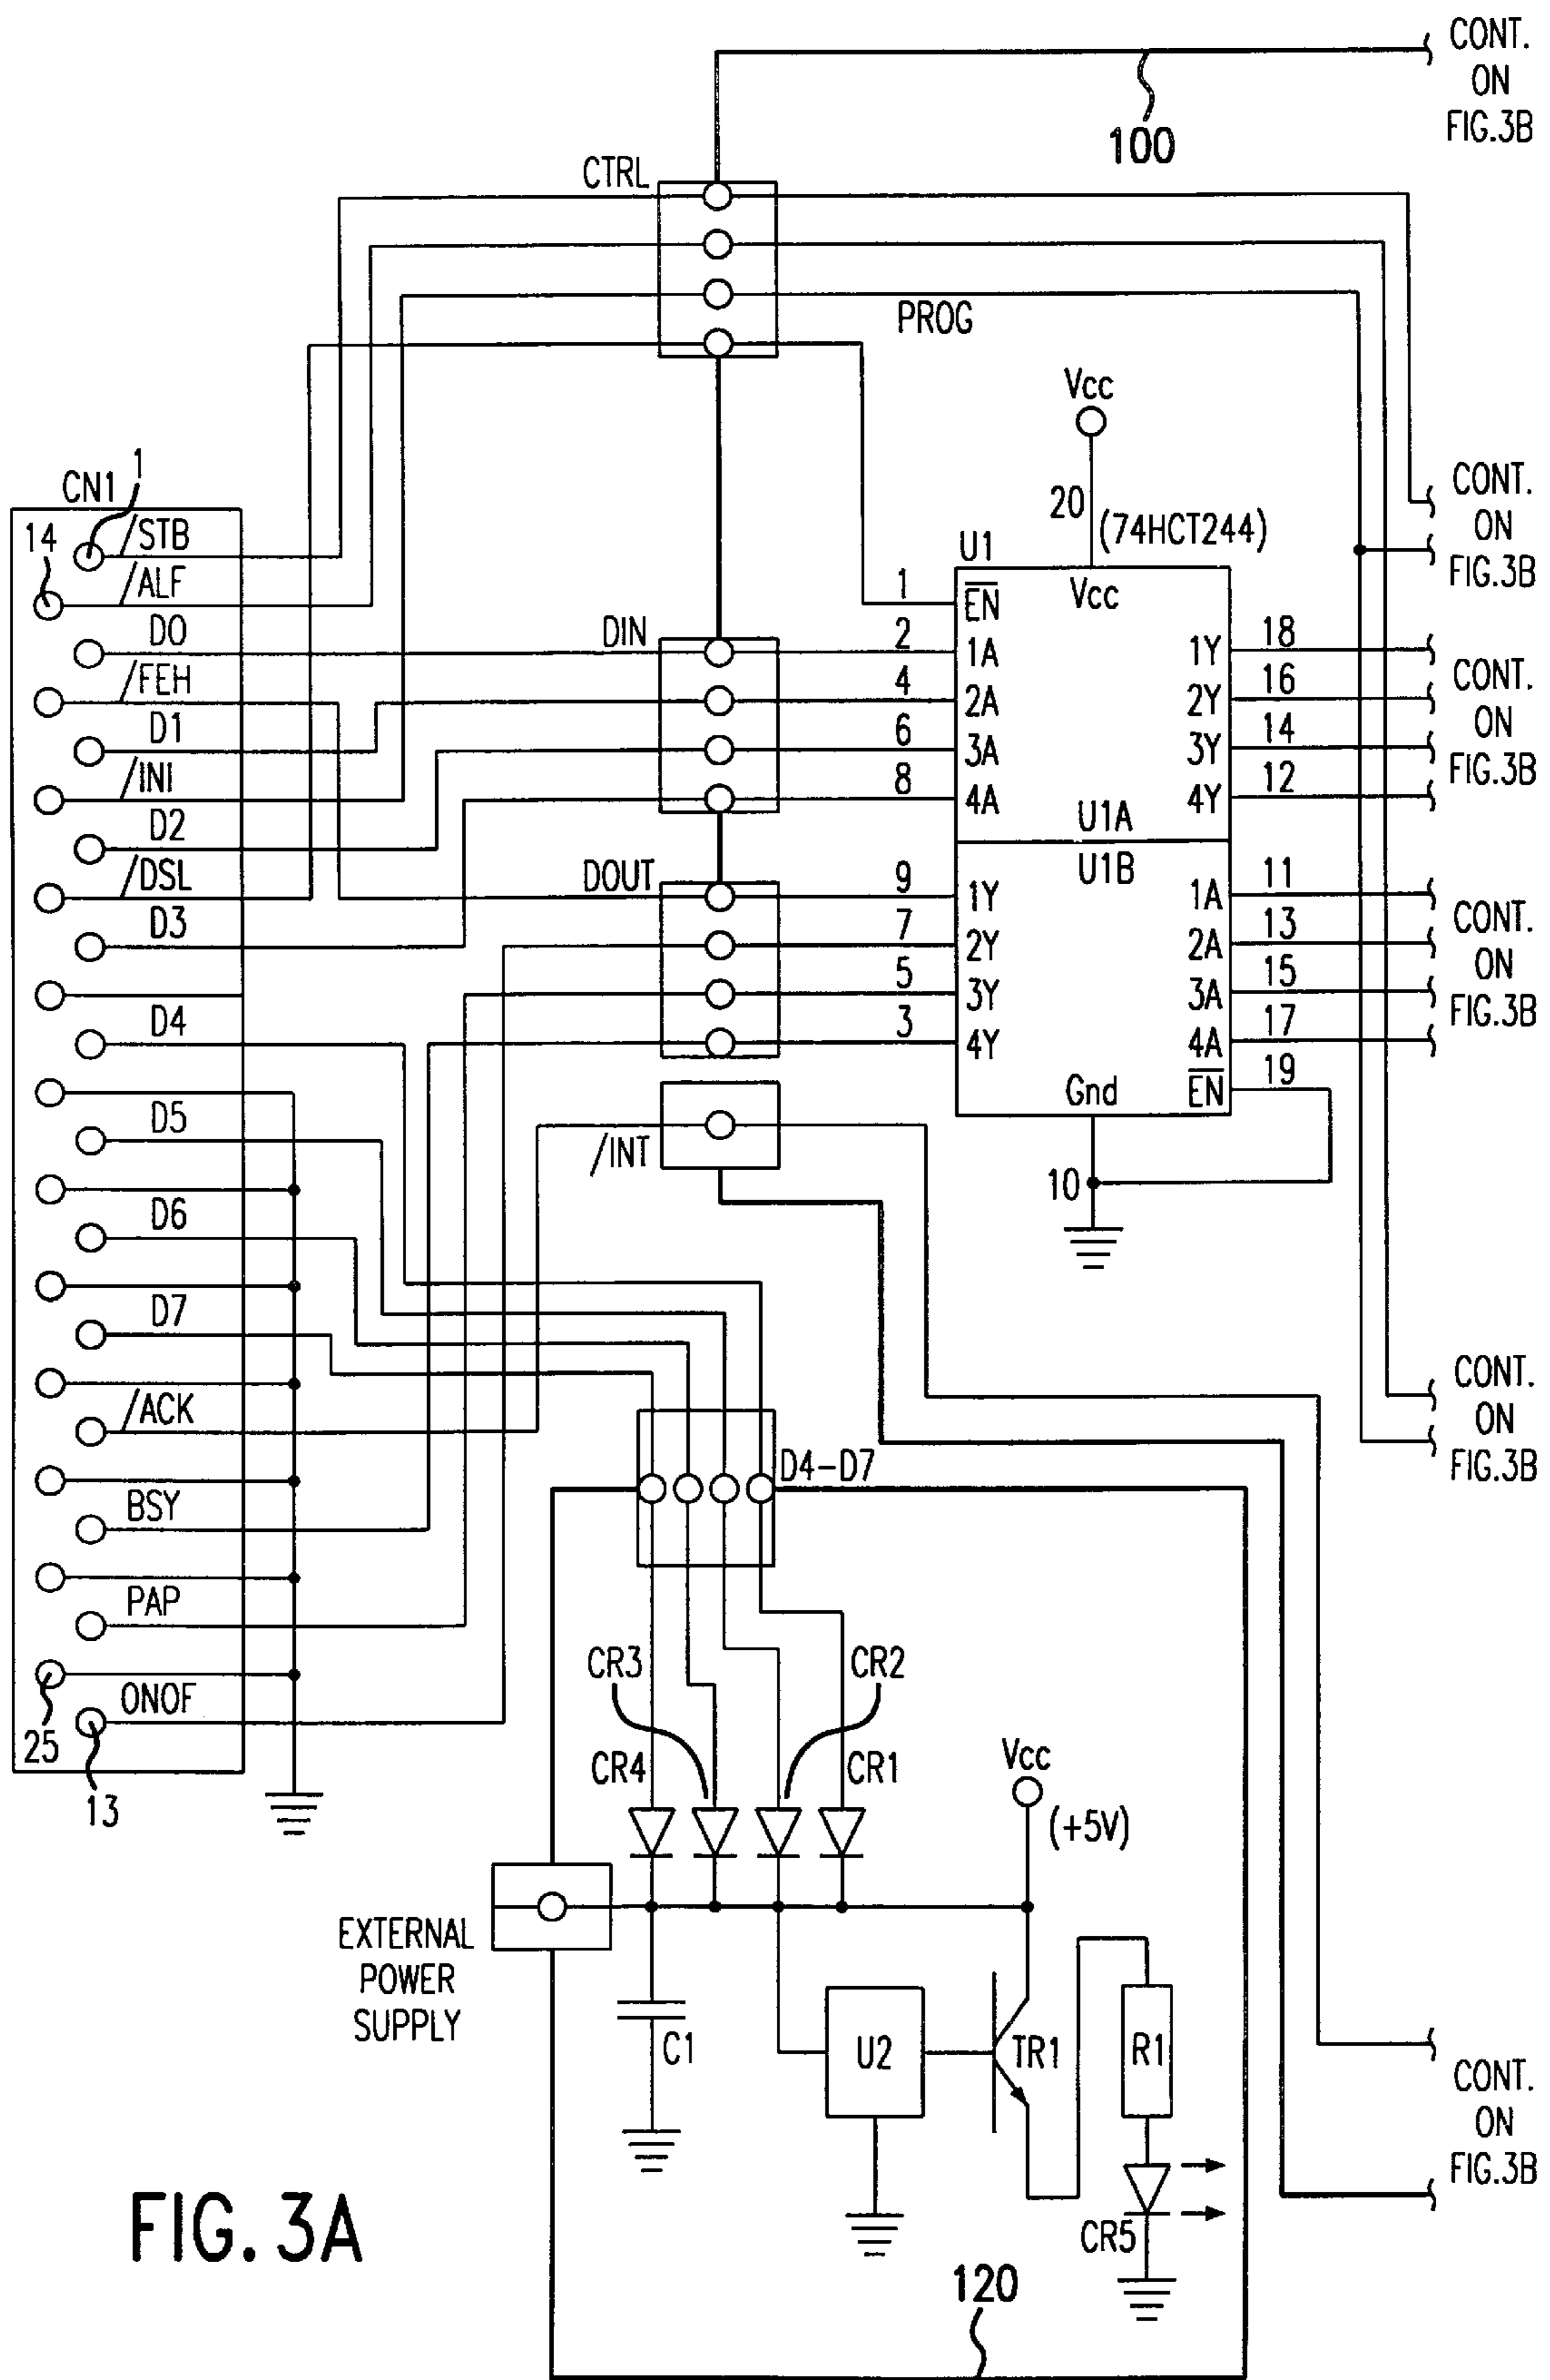 CONT.
ON
FIG.3B
100
CTRL
PROG
Vcc
20
(74HCT244)
U1
Vcc
CONT.
ON
FIG.3B
CN1
1
14
/STB
/ALF
D0
/FEH
D1
/INI
D2
/DSL
D3
D4
D5
D6
D7
/ACK
BSY
PAP
ONOF
25
13
DIN
DOUT
/INT
1
EN
2
1A
4
2A
6
3A
8
4A
1Y
18
2Y
16
3Y
14
4Y
12
CONT.
ON
FIG.3B
U1A
U1B
9
1Y
7
2Y
5
3Y
3
4Y
1A
11
2A
13
3A
15
4A
17
EN
19
CONT.
ON
FIG.3B
Gnd
10
CONT.
ON
FIG.3B
D4-D7
CR3
CR2
CR4
CR1
Vcc
(+5V)
EXTERNAL
POWER
SUPPLY
C1
U2
TR1
R1
CR5
CONT.
ON
FIG.3B
120
FIG. 3A